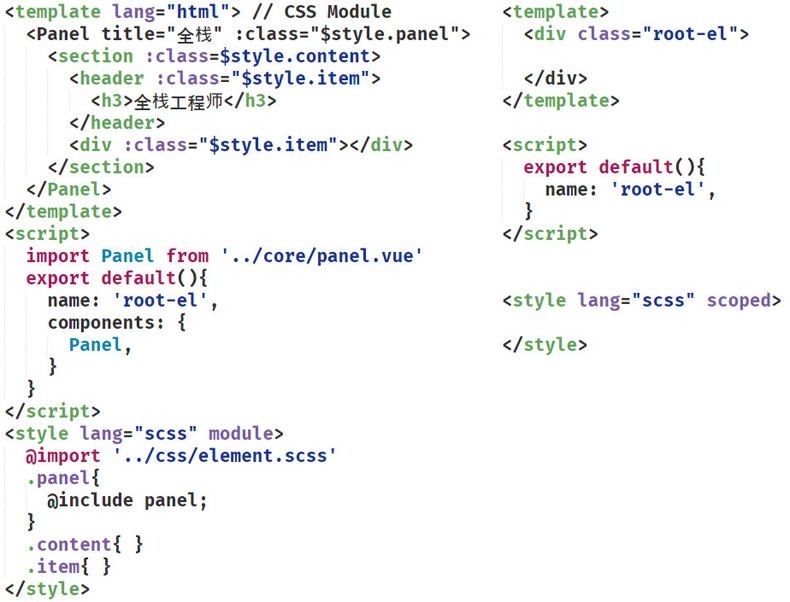 <template lang="html"> // CSS Module
  <Panel title="全栈" :class="$style.panel">
    <section :class=$style.content>
      <header :class="$style.item">
        <h3>全栈工程师</h3>
      </header>
      <div :class="$style.item"></div>
    </section>
  </Panel>
</template>
<script>
  import Panel from '../core/panel.vue'
  export default(){
    name: 'root-el',
    components: {
      Panel,
    }
  }
</script>
<style lang="scss" module>
  @import '../css/element.scss'
  .panel{
    @include panel;
  }
  .content{ }
  .item{ }
</style>
<template>
  <div class="root-el">
  </div>
</template>
<script>
  export default(){
    name: 'root-el',
  }
</script>
<style lang="scss" scoped>
</style>